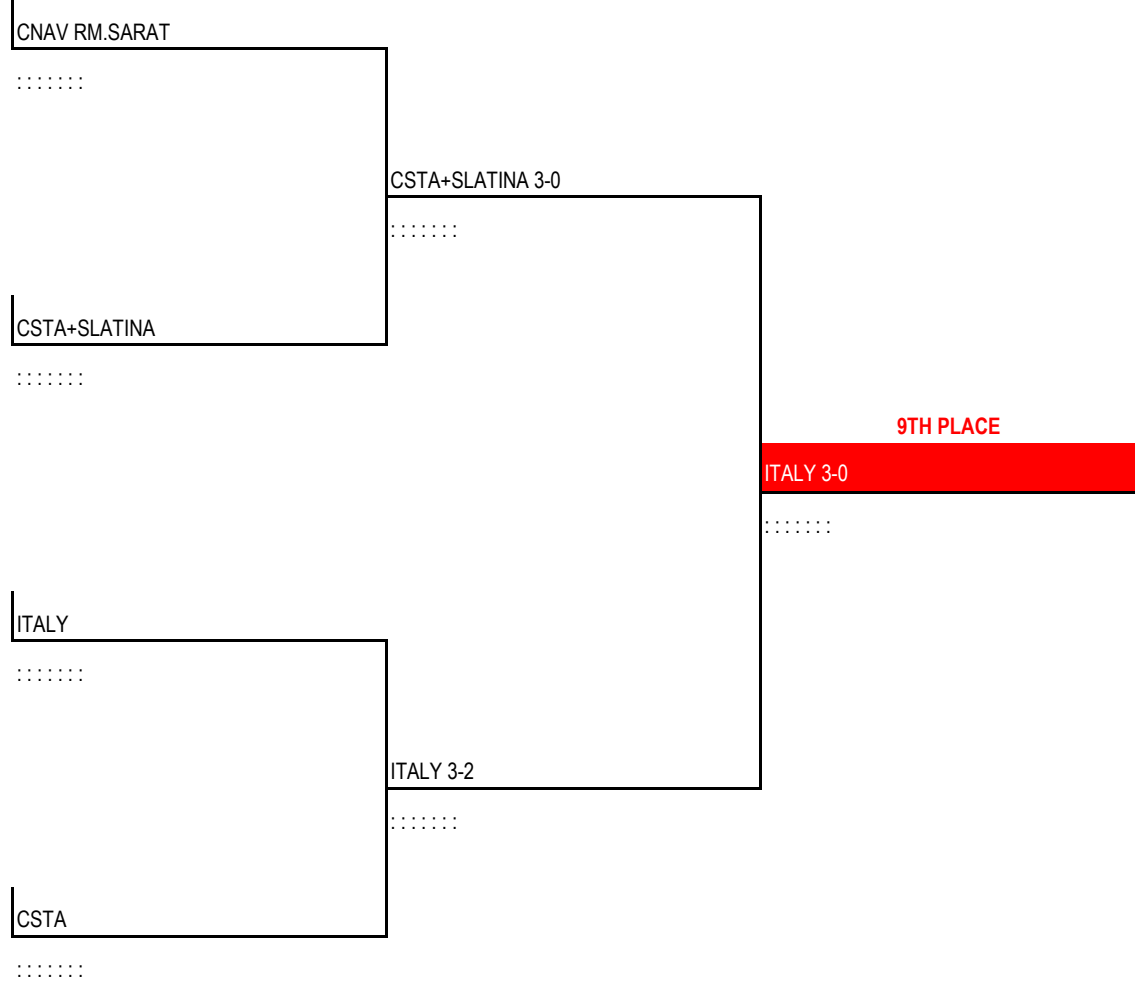 CNAV RM.SARAT
: : : : : : :
CSTA+SLATINA 3-0
: : : : : : :
CSTA+SLATINA
: : : : : : :
9TH PLACE
ITALY 3-0
: : : : : : :
ITALY
: : : : : : :
ITALY 3-2
: : : : : : :
CSTA
: : : : : : :